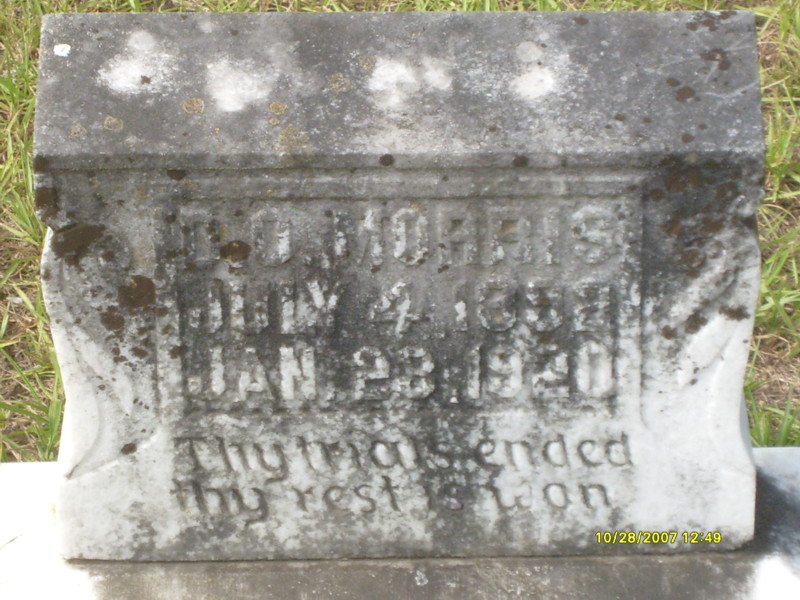 MORRIS
JULY 4, 1852
JAN. 23, 1920
Thy trials ended
thy rest is won
10/28/2007 12:49